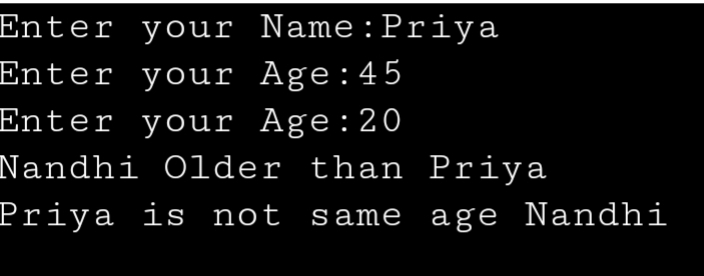 Enter your Name:Priya
Enter your Age:45
Enter your Age:20
Nandhi Older than Priya
Priya is not same age Nandhi